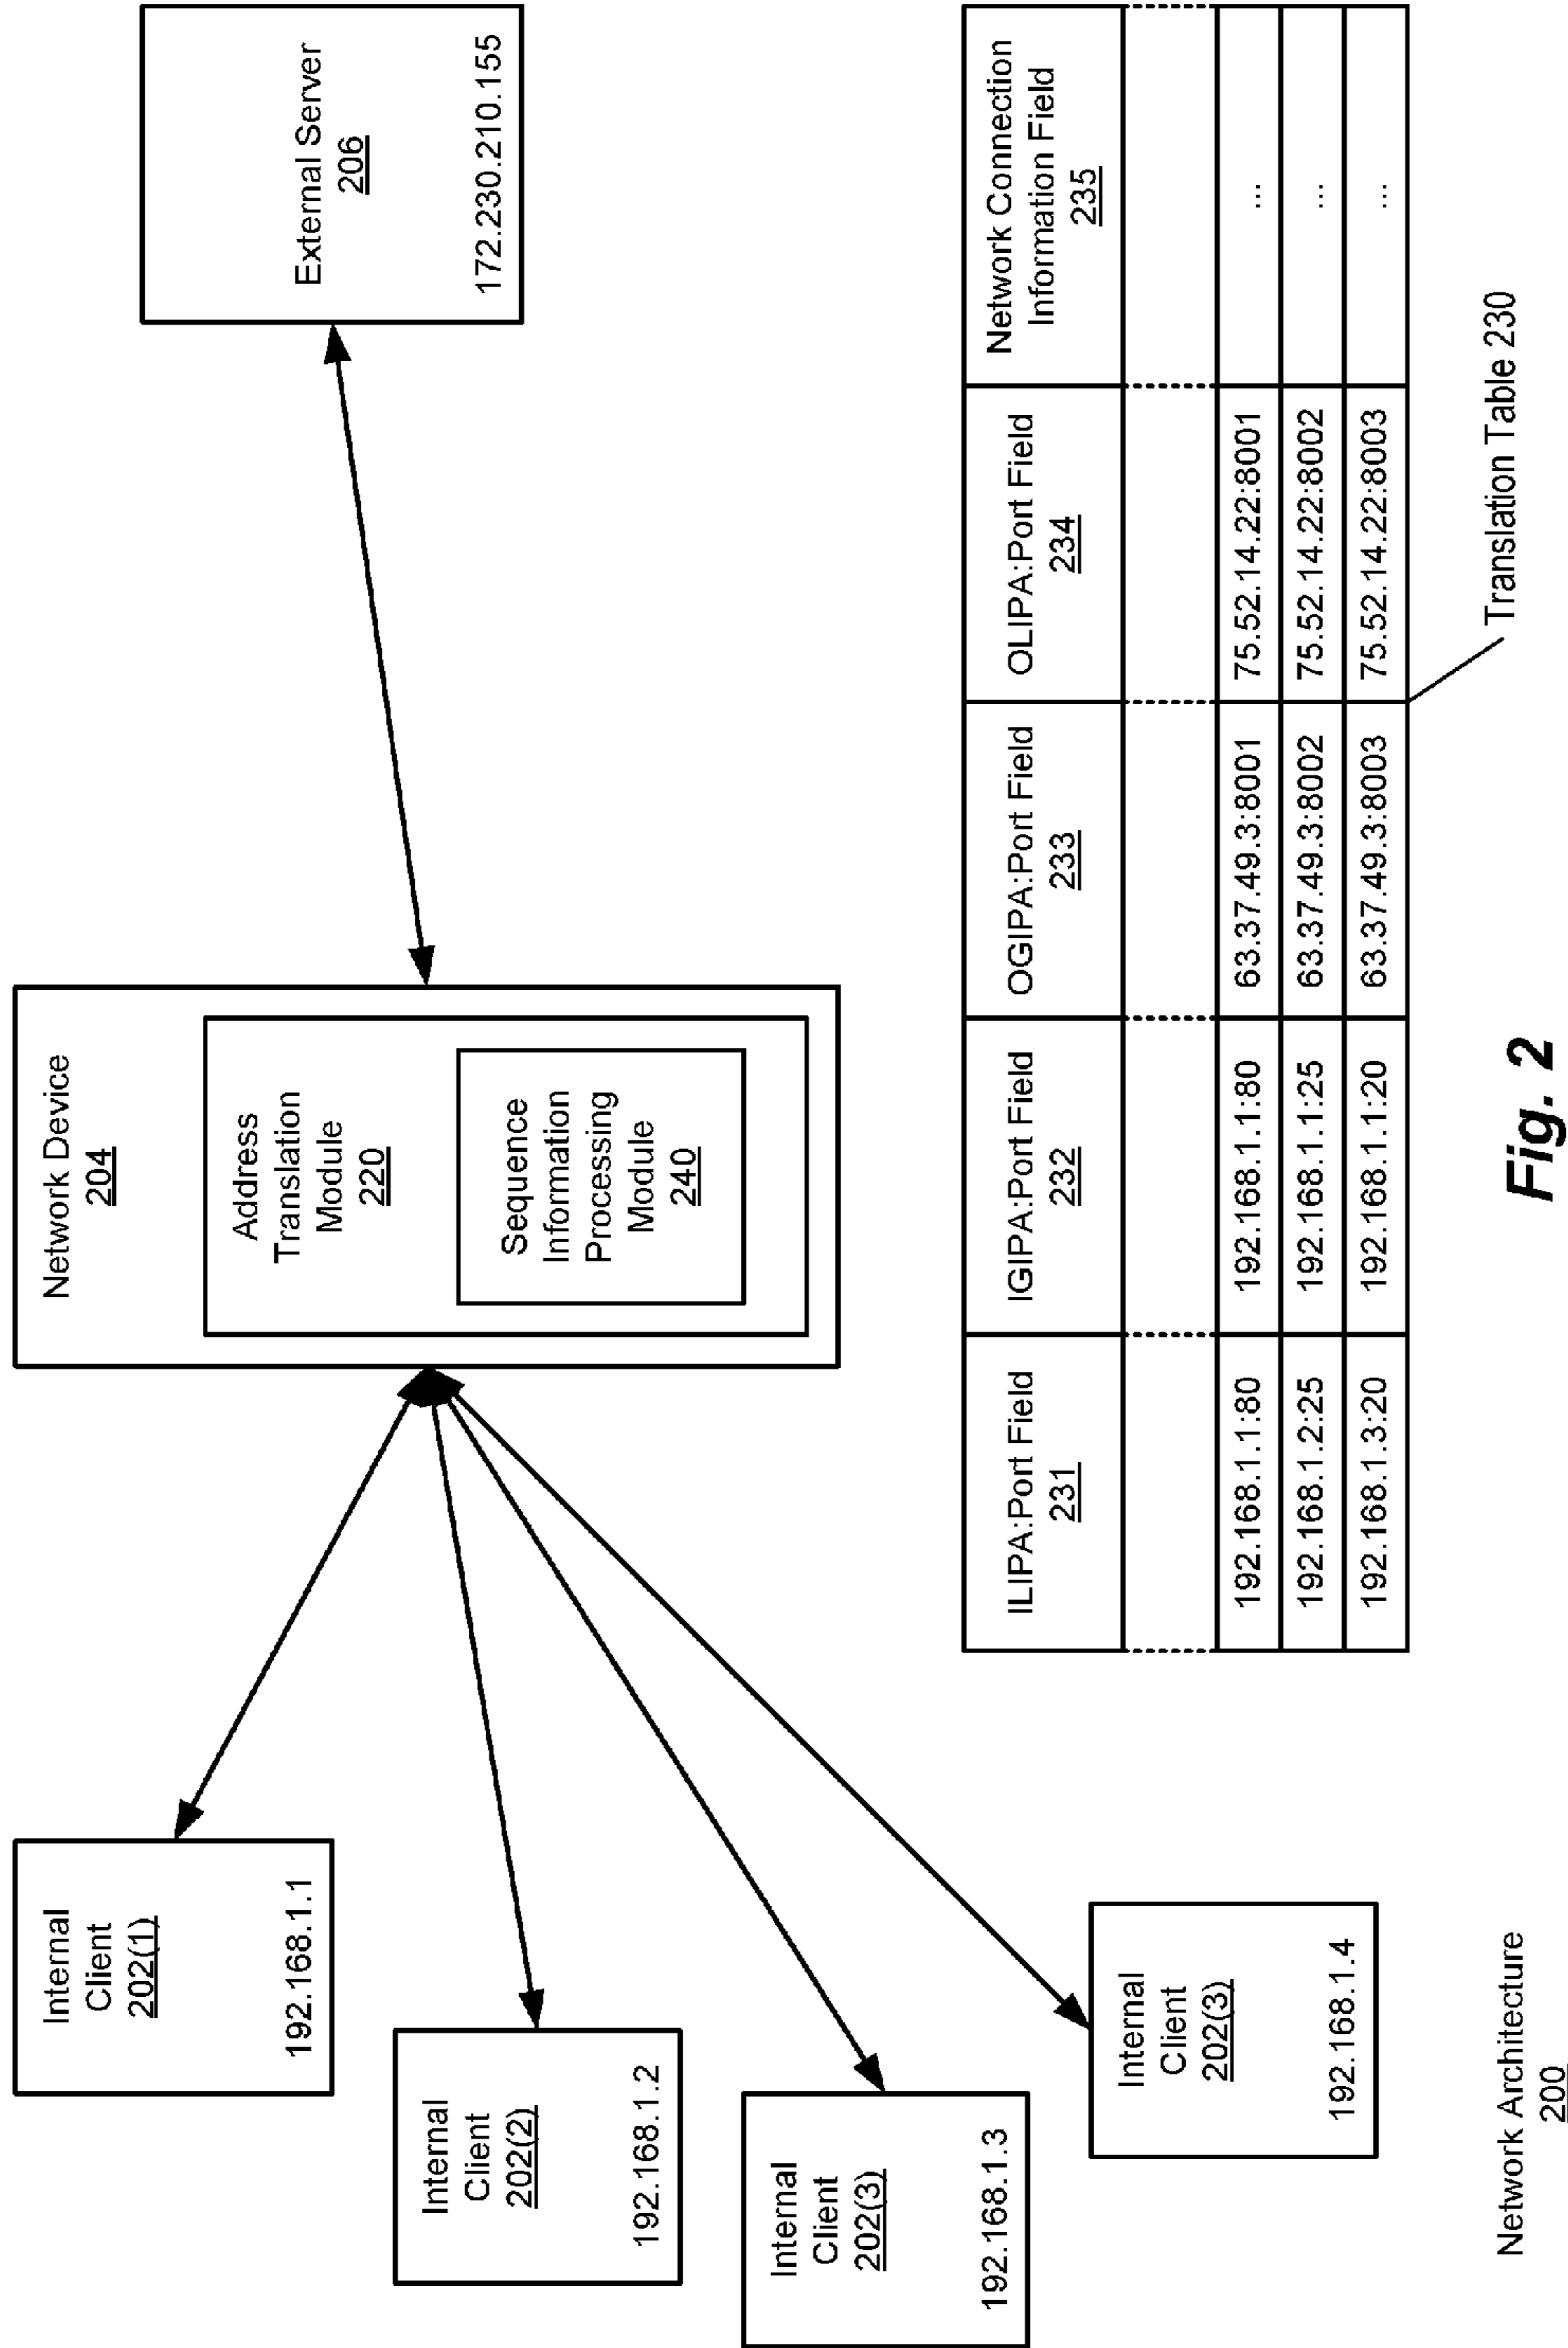 Internal
Client
202(1)
192.168.1.1
Internal
Client
202(2)
192.168.1.2
Internal
Client
202(3)
192.168.1.3
Internal
Client
202(3)
192.168.1.4
Network Device
204
Address
Translation
Module
220
Sequence
Information
Processing
Module
240
External Server
206
172.230.210.155
ILIPA:Port Field
231
IGIPA:Port Field
232
OGIPA:Port Field
233
OLIPA:Port Field
234
Network Connection
Information Field
235
192.168.1.1:80 192.168.1.1:80 63.37.49.3:8001 75.52.14.22:8001 ...
192.168.1.2:25 192.168.1.1:25 63.37.49.3:8002 75.52.14.22:8002 ...
192.168.1.3:20 192.168.1.1:20 63.37.49.3:8003 75.52.14.22:8003 ...
Translation Table 230
Network Architecture
200
Fig. 2